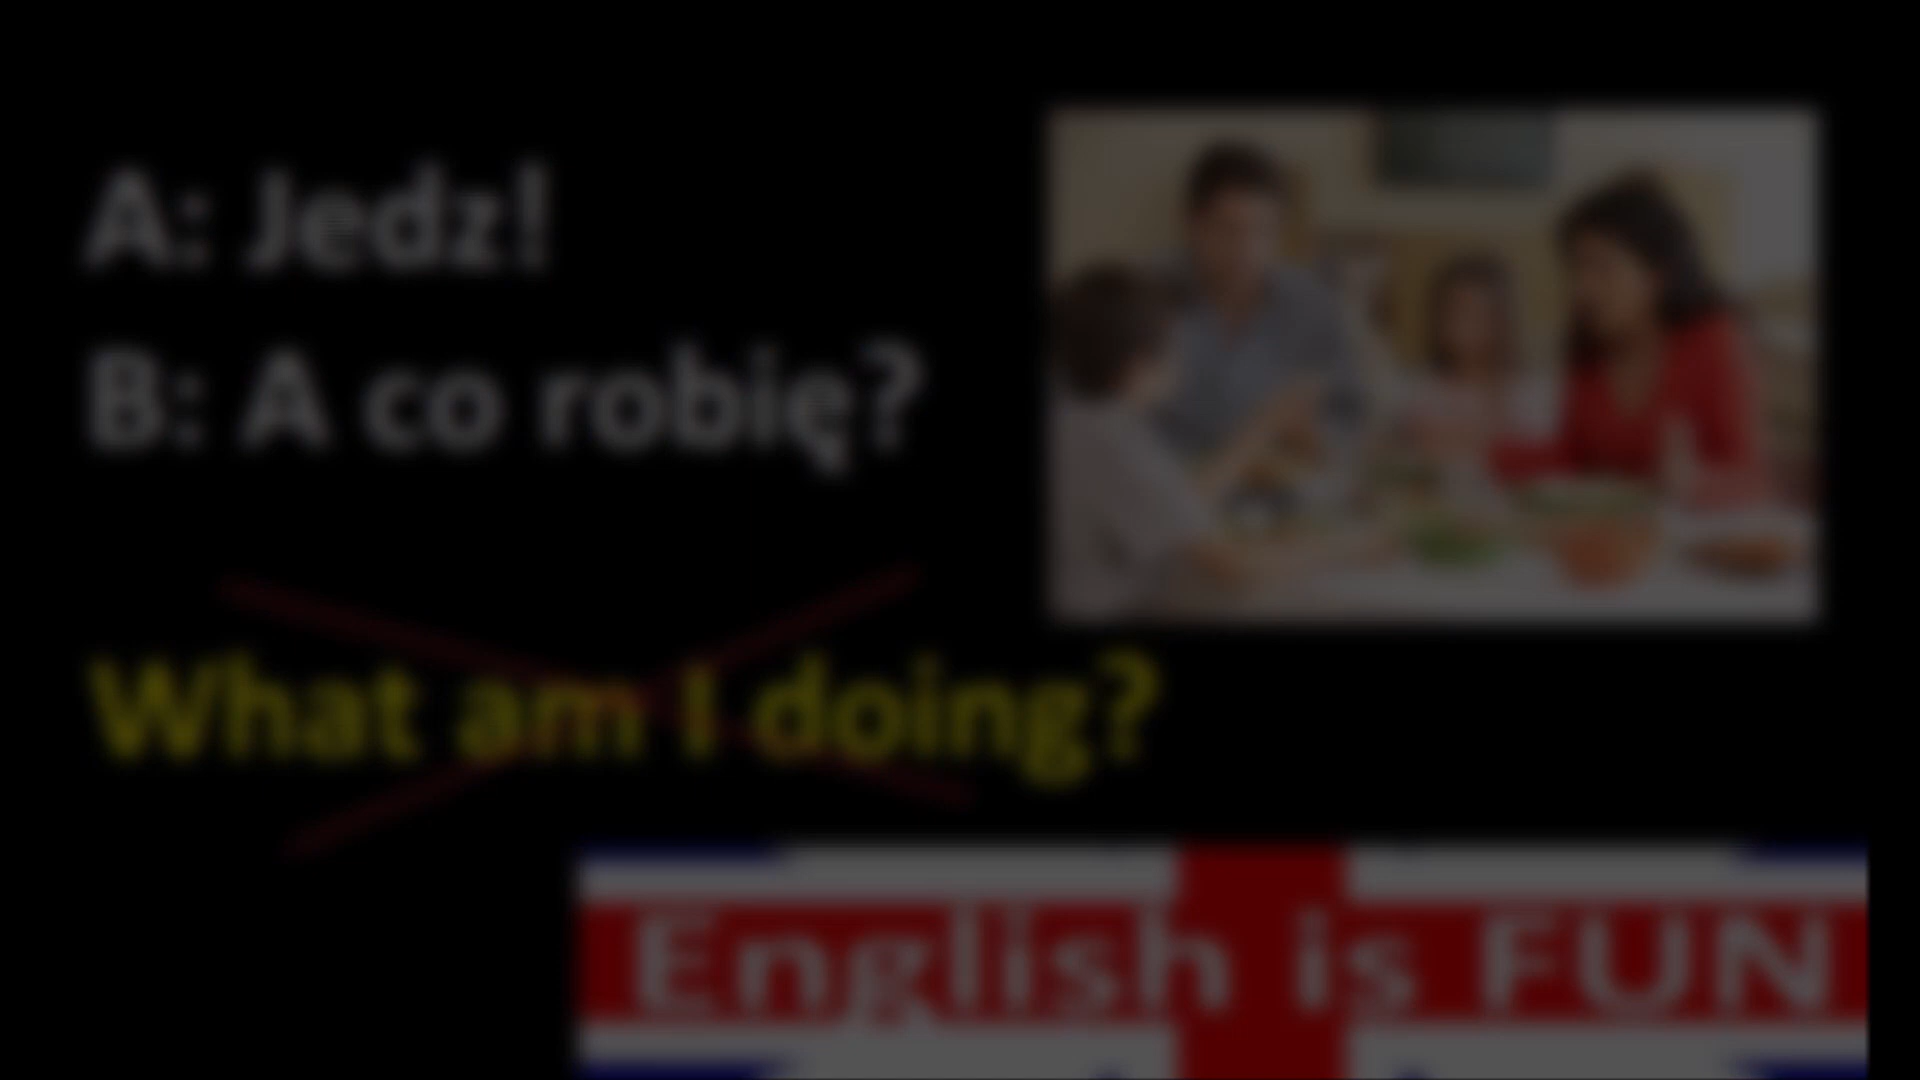 A: Jedz!
B: A co robię?
What am I doing?
English is FUN